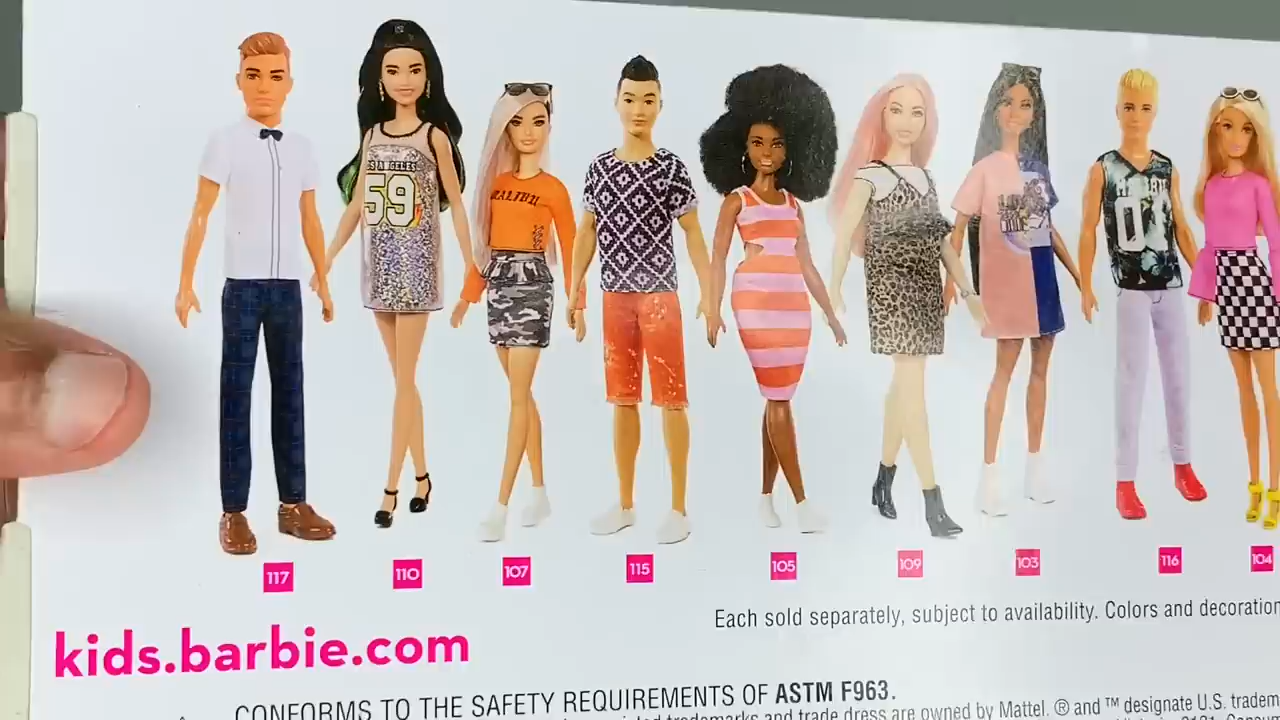 LOS ANGELES
59
MALIBU
117
110
107
115
105
109
103
116
104
Each sold separately, subject to availability. Colors and decoration
kids.barbie.com
CONFORMS TO THE SAFETY REQUIREMENTS OF ASTM F963.
trademarks and trade dress are owned by Mattel. ® and ™ designate U.S. tradem